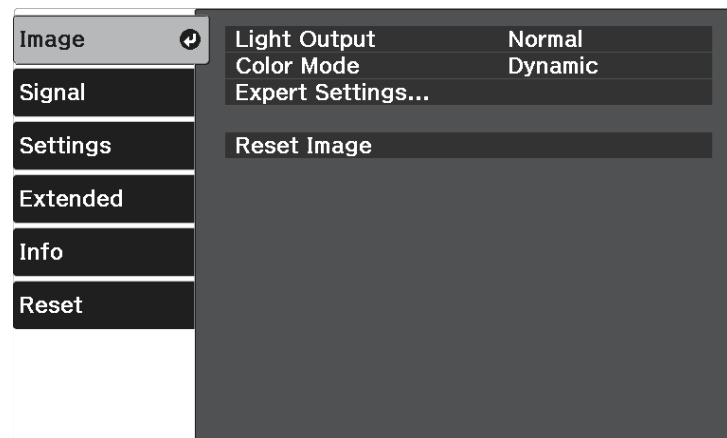 Image
Signal
Settings
Extended
Info
Reset
Light Output Normal
Color Mode Dynamic
Expert Settings...
Reset Image